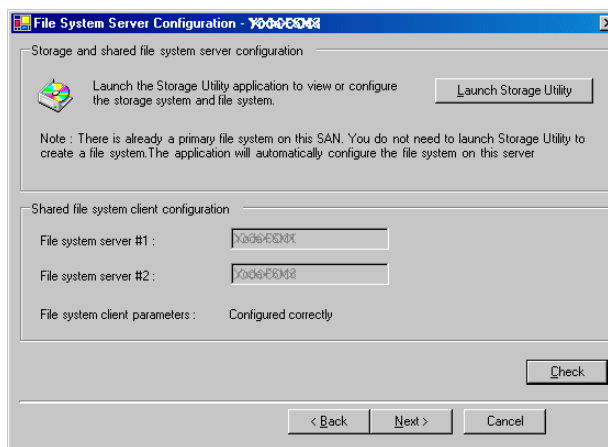 File System Server Configuration -
Storage and shared file system server configuration
Launch the Storage Utility application to view or configure
the storage system and file system.
Launch Storage Utility
Note : There is already a primary file system on this SAN. You do not need to launch Storage Utility to
create a file system.The application will automatically configure the file system on this server
Shared file system client configuration
File system server #1 :
File system server #2 :
File system client parameters : Configured correctly
Check
< Back Next > Cancel